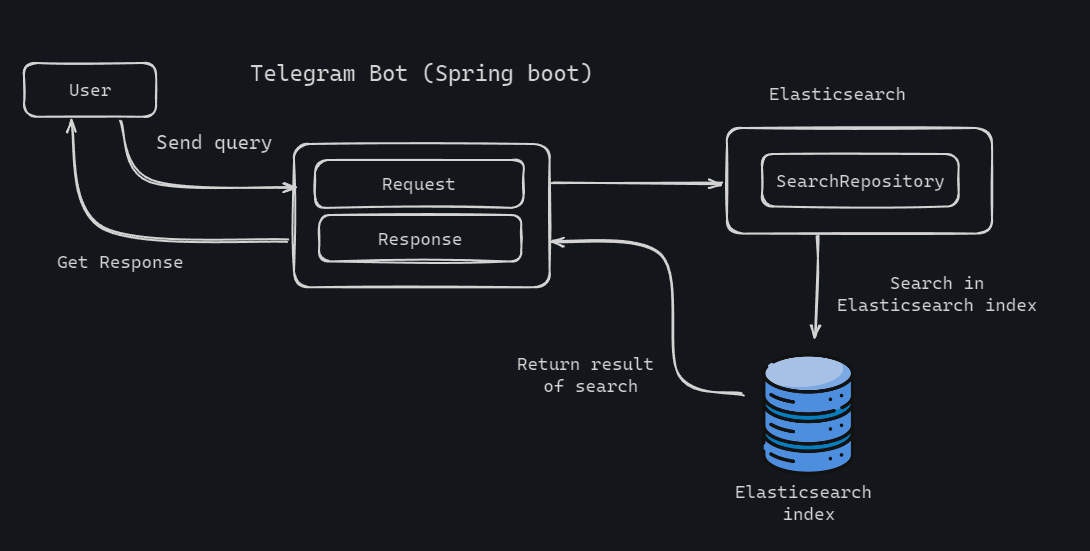 User
Telegram Bot (Spring boot)
Elasticsearch
Send query
Request
SearchRepository
Response
Get Response
Search in
Elasticsearch index
Return result
of search
Elasticsearch
index